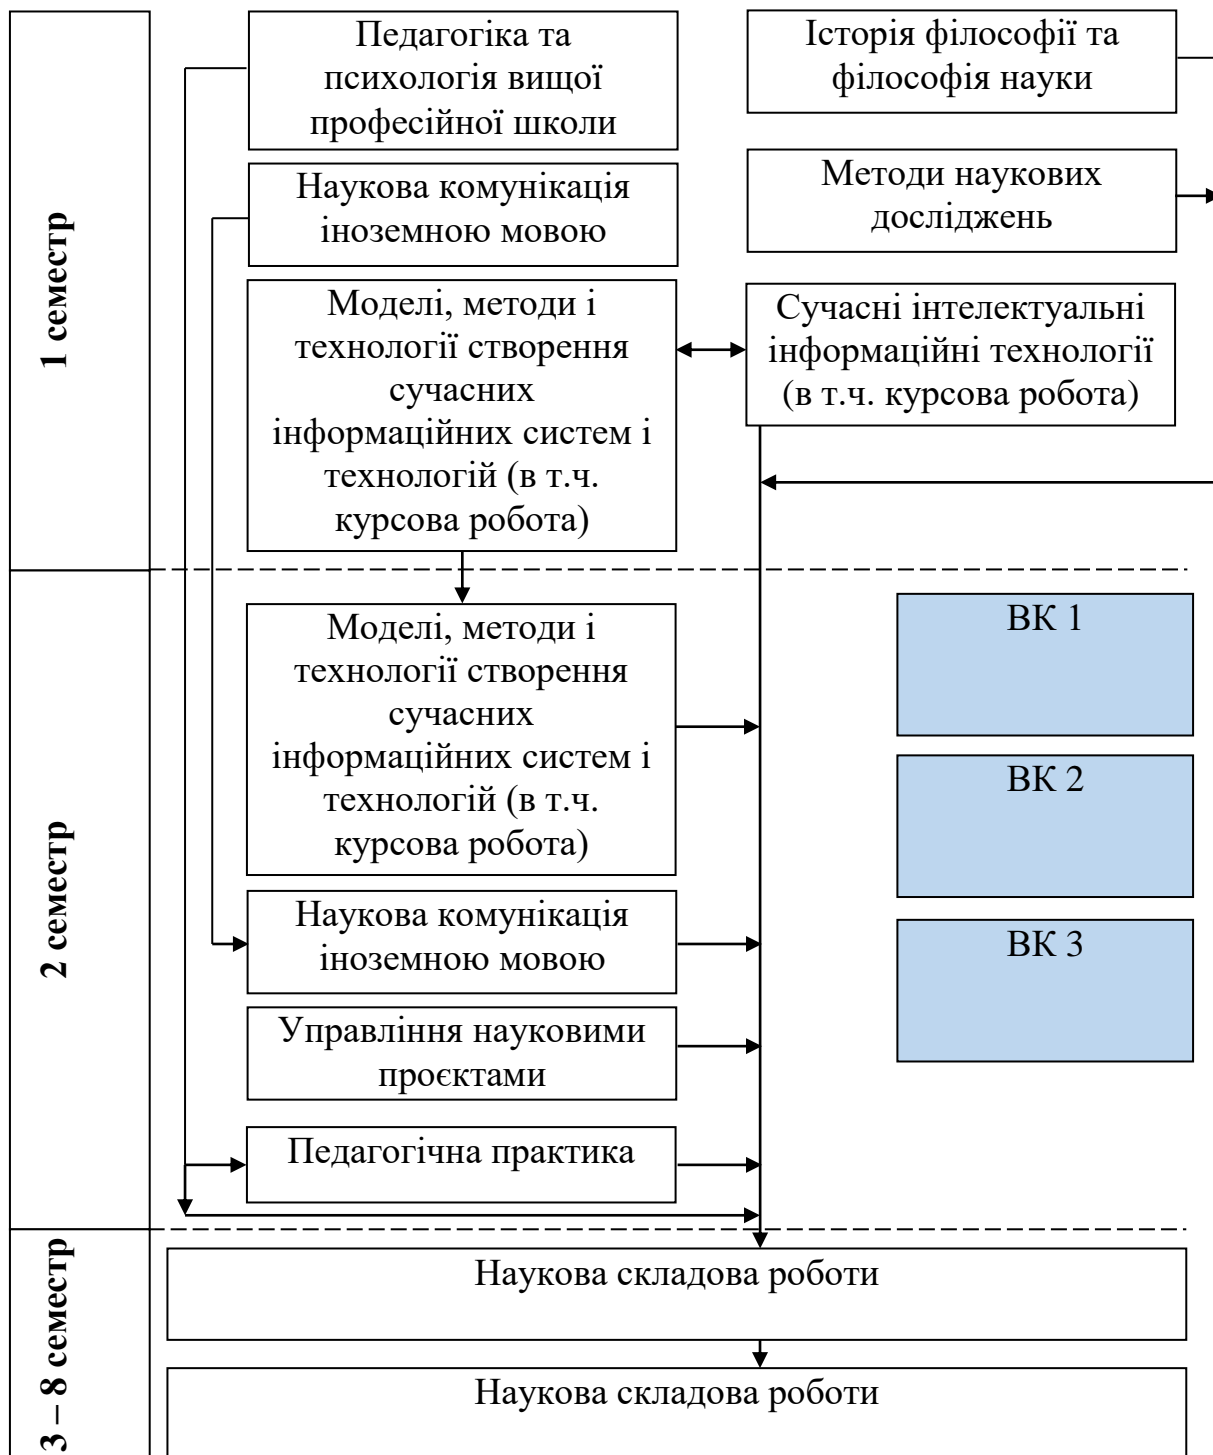 1 семестр
Педагогіка та
психологія вищої
професійної школи
Історія філософії та
філософія науки
Наукова комунікація
іноземною мовою
Методи наукових
досліджень
Моделі, методи і
технології створення
сучасних
інформаційних систем і
технологій (в т.ч.
курсова робота)
Сучасні інтелектуальні
інформаційні технології
(в т.ч. курсова робота)
2 семестр
Моделі, методи і
технології створення
сучасних
інформаційних систем і
технологій (в т.ч.
курсова робота)
Наукова комунікація
іноземною мовою
Управління науковими
проєктами
Педагогічна практика
ВК 1
ВК 2
ВК 3
3 – 8 семестр
Наукова складова роботи
Наукова складова роботи